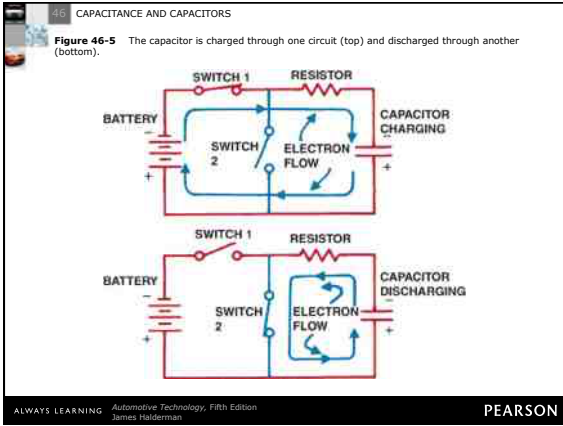 46 CAPACITANCE AND CAPACITORS
Figure 46-5 The capacitor is charged through one circuit (top) and discharged through another
(bottom).
SWITCH 1 RESISTOR
BATTERY
−
+
SWITCH
2
ELECTRON
FLOW
CAPACITOR
CHARGING
−
+
SWITCH 1
RESISTOR
BATTERY
−
+
SWITCH
2
ELECTRON
FLOW
CAPACITOR
DISCHARGING
−
+
ALWAYS LEARNING
Automotive Technology, Fifth Edition
James Halderman
PEARSON